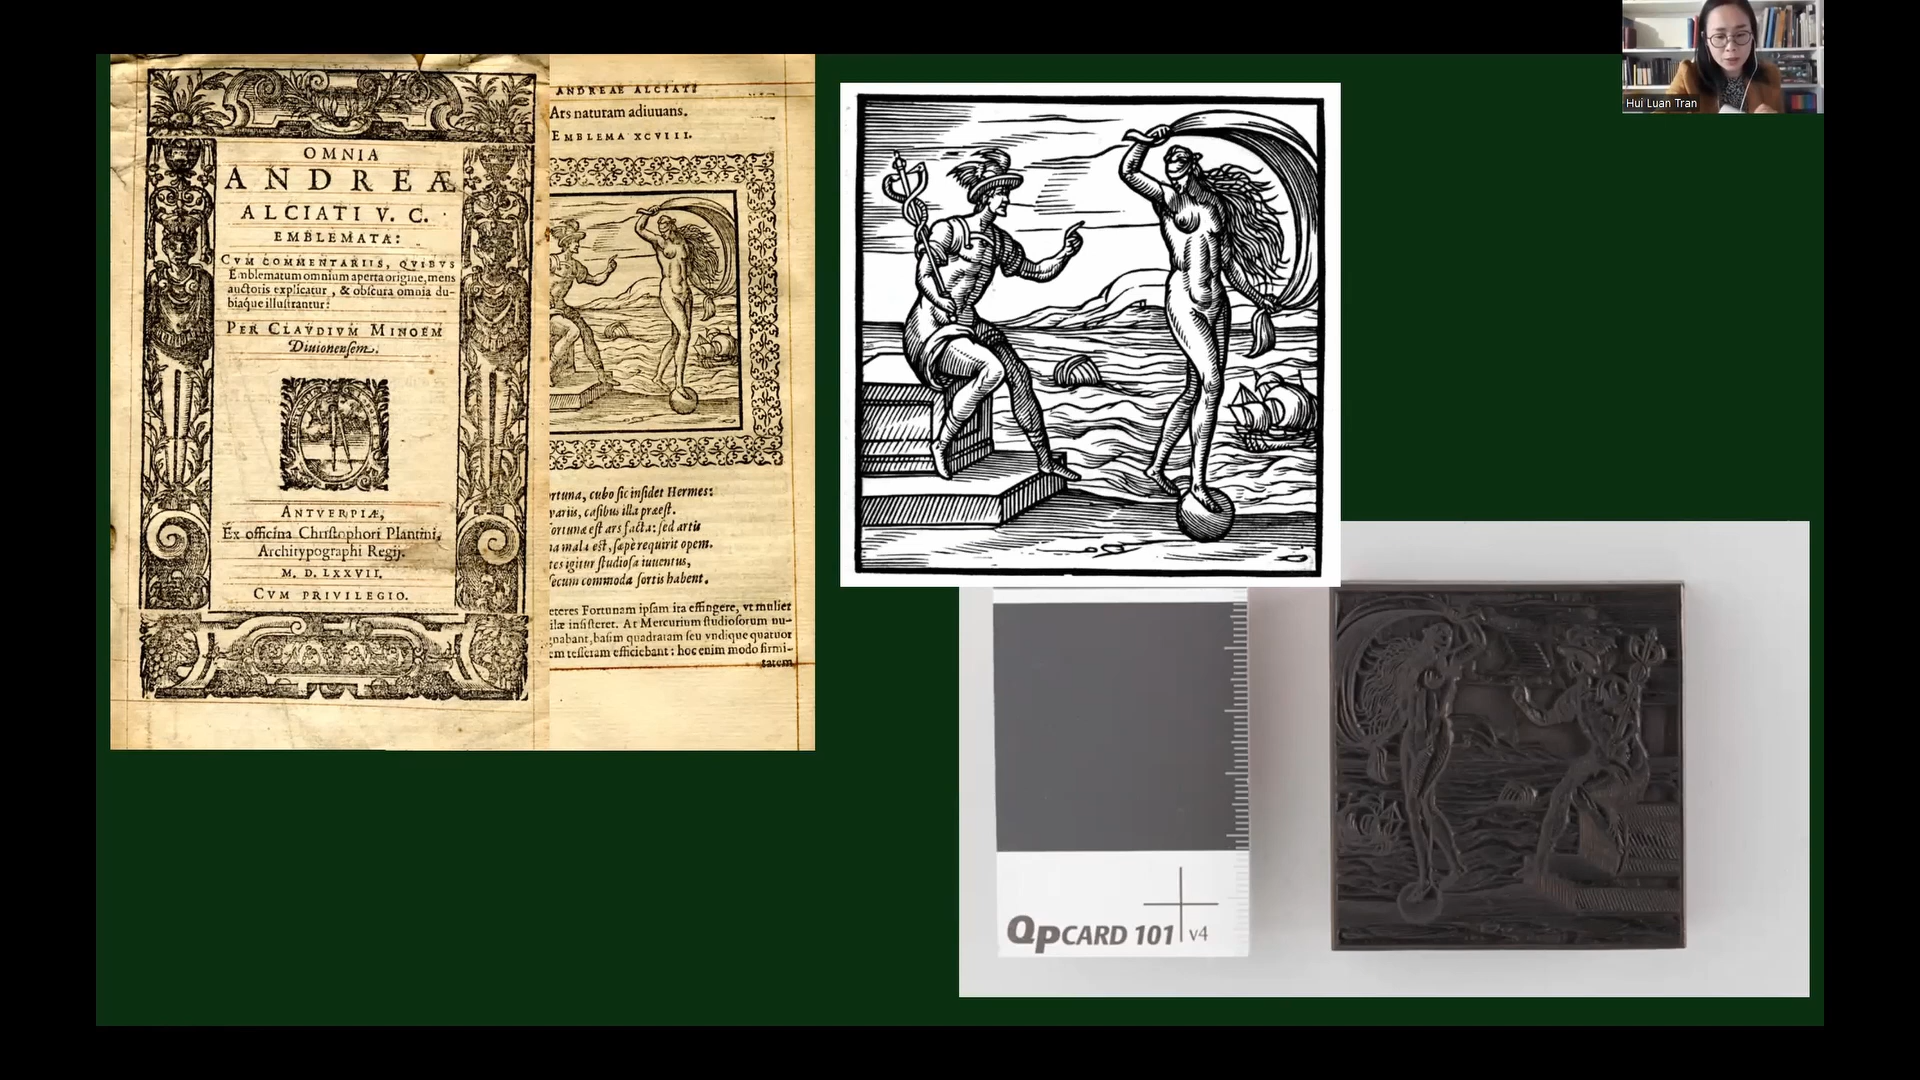 OMNIA
ANDREÆ
ALCIATI V. C.
EMBLEMATA:
CVM COMMENTARIIS, QVIBVS
Emblematum omnium aperta origine, mens
auctoris explicatur, & obscura omnia du-
biaque illustrantur:
PER CLAVDIVM MINOEM
Diuionensem.
ANTVERPIÆ,
Ex officina Christophori Plantini,
Architypographi Regij.
M. D. LXXVII.
CVM PRIVILEGIO.
ANDREAE ALCIATI
Ars naturam adiuuans.
EMBLEMA XCVIII.
rtuna, cubo sic insidet Hermes:
variis, casibus illa præest.
ortunæ est ars facta: sed artis
na mala est, sæpè requirit opem.
tes igitur studiosa iuuentus,
secum commoda sortis habent.
eteres Fortunam ipsam ita effingere, vt mulier
ilæ insisteret. At Mercurium studiosorum nu-
gnabant, basim quadratam seu vndique quatuor
em tesseram efficiebant: hoc enim modo firmi-
tatem
Hui Luan Tran
QPCARD 101 v4